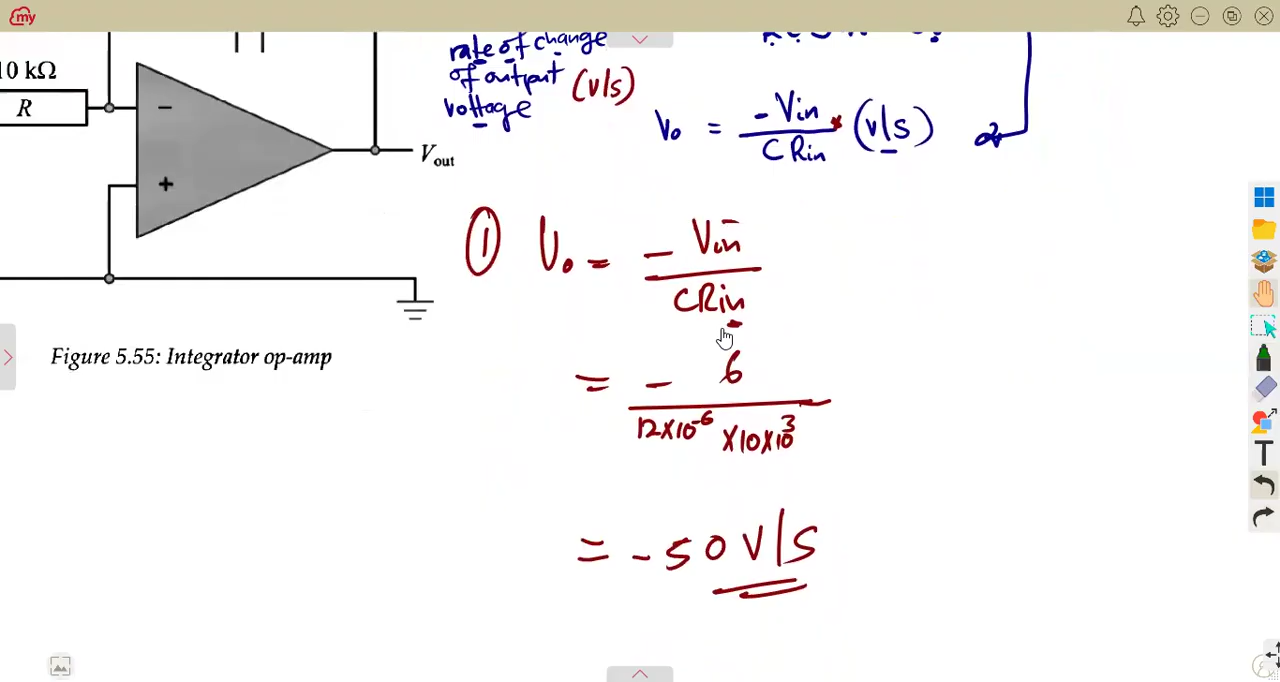 my
rate of change
of output (V/S)
voltage
10 kΩ
R
−
+
Vout
Vo = -Vin / CRin (V/S)
① Vo = - Vin / CRin
= - 6 / 12×10⁻⁶ ×10×10³
= - 50 V/S
Figure 5.55: Integrator op-amp
T